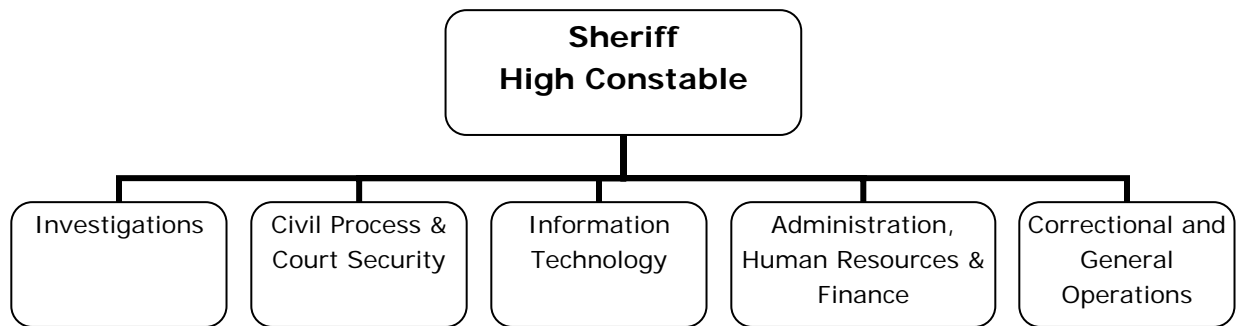 Sheriff
High Constable
Investigations
Civil Process &
Court Security
Information
Technology
Administration,
Human Resources &
Finance
Correctional and
General
Operations